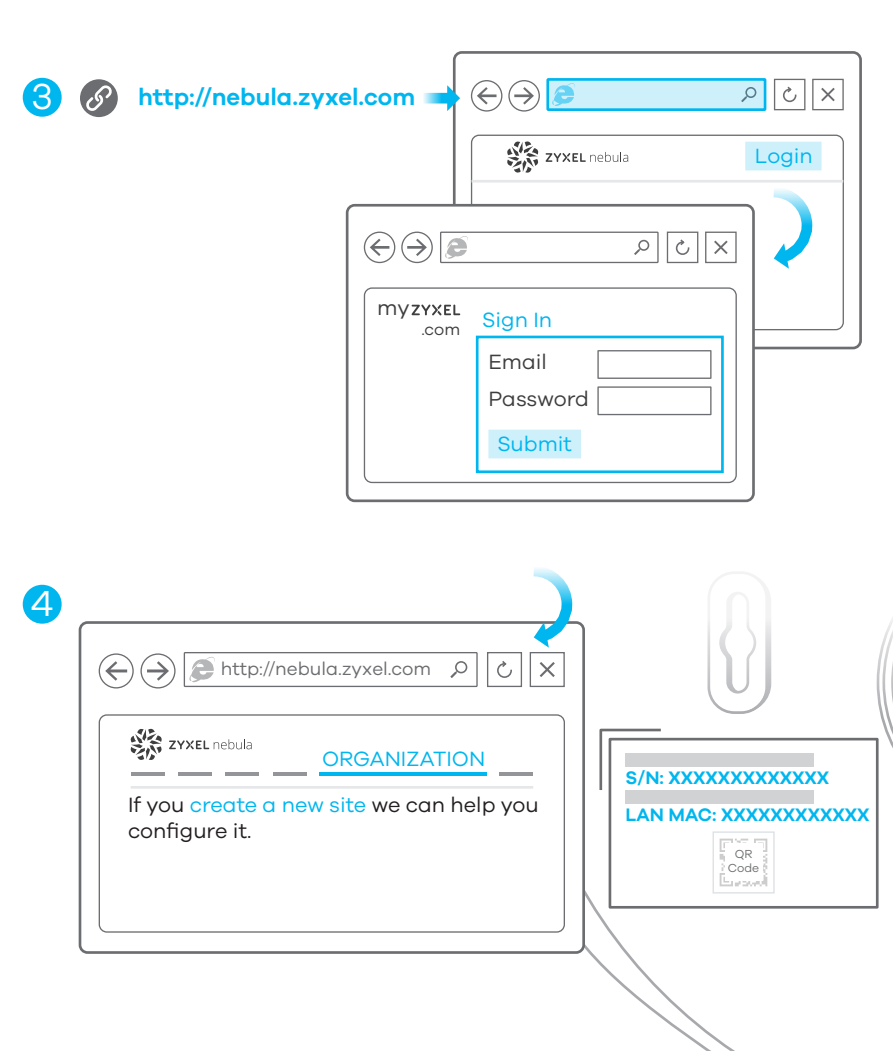 3 http://nebula.zyxel.com
ZYXEL nebula Login
myZYXEL
.com
Sign In
Email
Password
Submit
4
http://nebula.zyxel.com
ZYXEL nebula
ORGANIZATION
If you create a new site we can help you
configure it.
S/N: XXXXXXXXXXXXX
LAN MAC: XXXXXXXXXXXX
QR
Code